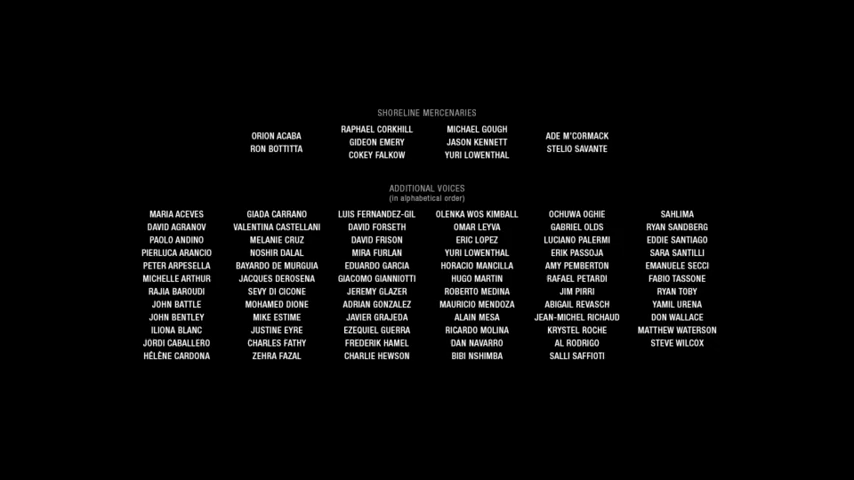 SHORELINE MERCENARIES
ORION ACABA
RON BOTTITTA
RAPHAEL CORKHILL
GIDEON EMERY
COKEY FALKOW
MICHAEL GOUGH
JASON KENNETT
YURI LOWENTHAL
ADE M'CORMACK
STELIO SAVANTE
ADDITIONAL VOICES
(in alphabetical order)
MARIA ACEVES
DAVID AGRANOV
PAOLO ANDINO
PIERLUCA ARANCIO
PETER ARPESELLA
MICHELLE ARTHUR
RAJIA BAROUDI
JOHN BATTLE
JOHN BENTLEY
ILIONA BLANC
JORDI CABALLERO
HÉLÈNE CARDONA
GIADA CARRANO
VALENTINA CASTELLANI
MELANIE CRUZ
NOSHIR DALAL
BAYARDO DE MURGUIA
JACQUES DEROSENA
SEVY DI CICONE
MOHAMED DIONE
MIKE ESTIME
JUSTINE EYRE
CHARLES FATHY
ZEHRA FAZAL
LUIS FERNANDEZ-GIL
DAVID FORSETH
DAVID FRISON
MIRA FURLAN
EDUARDO GARCIA
GIACOMO GIANNIOTTI
JEREMY GLAZER
ADRIAN GONZALEZ
JAVIER GRAJEDA
EZEQUIEL GUERRA
FREDERIK HAMEL
CHARLIE HEWSON
OLENKA WOS KIMBALL
OMAR LEYVA
ERIC LOPEZ
YURI LOWENTHAL
HORACIO MANCILLA
HUGO MARTIN
ROBERTO MEDINA
MAURICIO MENDOZA
ALAIN MESA
RICARDO MOLINA
DAN NAVARRO
BIBI NSHIMBA
OCHUWA OGHIE
GABRIEL OLDS
LUCIANO PALERMI
ERIK PASSOJA
AMY PEMBERTON
RAFAEL PETARDI
JIM PIRRI
ABIGAIL REVASCH
JEAN-MICHEL RICHAUD
KRYSTEL ROCHE
AL RODRIGO
SALLI SAFFIOTI
SAHLIMA
RYAN SANDBERG
EDDIE SANTIAGO
SARA SANTILLI
EMANUELE SECCI
FABIO TASSONE
RYAN TOBY
YAMIL URENA
DON WALLACE
MATTHEW WATERSON
STEVE WILCOX